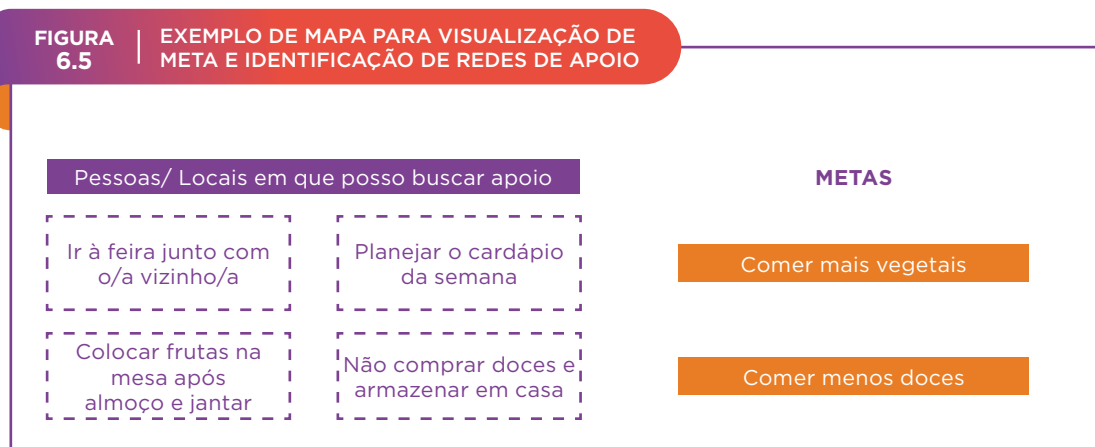 FIGURA
6.5
EXEMPLO DE MAPA PARA VISUALIZAÇÃO DE
META E IDENTIFICAÇÃO DE REDES DE APOIO
Pessoas/ Locais em que posso buscar apoio
METAS
Ir à feira junto com
o/a vizinho/a
Planejar o cardápio
da semana
Comer mais vegetais
Colocar frutas na
mesa após
almoço e jantar
Não comprar doces e
armazenar em casa
Comer menos doces